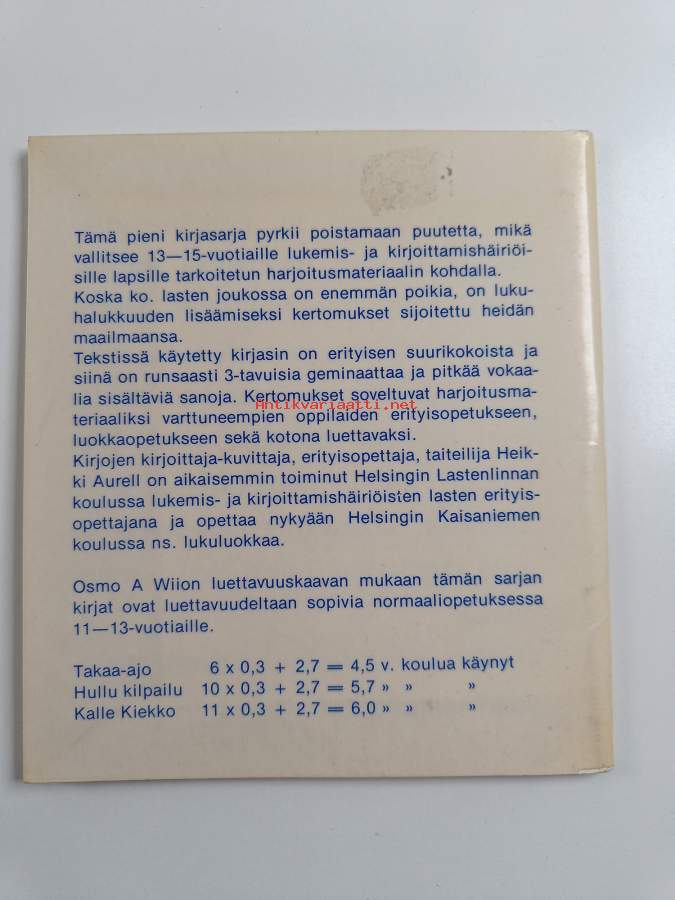 Tämä pieni kirjasarja pyrkii poistamaan puutetta, mikä
vallitsee 13—15-vuotiaille lukemis- ja kirjoittamishäiriöi-
sille lapsille tarkoitetun harjoitusmateriaalin kohdalla.
Koska ko. lasten joukossa on enemmän poikia, on luku-
halukkuuden lisäämiseksi kertomukset sijoitettu heidän
maailmaansa.
Tekstissä käytetty kirjasin on erityisen suurikokoista ja
siinä on runsaasti 3-tavuisia geminaattaa ja pitkää vokaa-
lia sisältäviä sanoja. Kertomukset soveltuvat harjoitusma-
Antikvariaatti.net
teriaaliksi varttuneempien oppilaiden erityisopetukseen,
luokkaopetukseen sekä kotona luettavaksi.
Kirjojen kirjoittaja-kuvittaja, erityisopettaja, taiteilija Heik-
ki Aurell on aikaisemmin toiminut Helsingin Lastenlinnan
koulussa lukemis- ja kirjoittamishäiriöisten lasten erityis-
opettajana ja opettaa nykyään Helsingin Kaisaniemen
koulussa ns. lukuluokkaa.
Osmo A Wiion luettavuuskaavan mukaan tämän sarjan
kirjat ovat luettavuudeltaan sopivia normaaliopetuksessa
11—13-vuotiaille.
Takaa-ajo 6 x 0,3 + 2,7 = 4,5 v. koulua käynyt
Hullu kilpailu 10 x 0,3 + 2,7 = 5,7 » » »
Kalle Kiekko 11 x 0,3 + 2,7 = 6,0 » » »